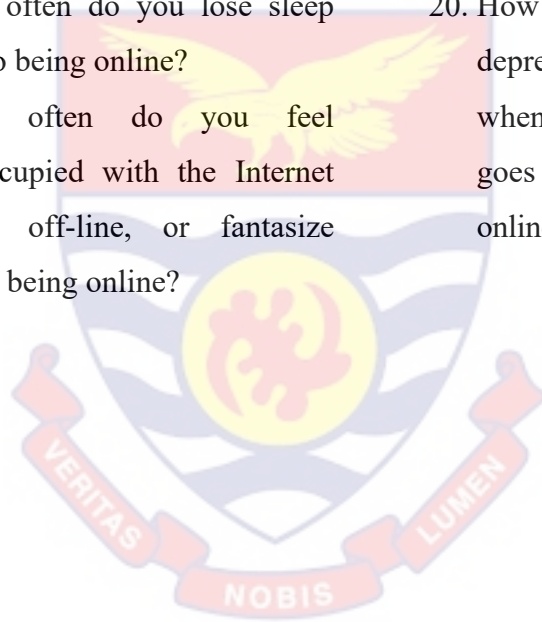 often do you lose sleep
being online?
often do you feel
cupied with the Internet
off-line, or fantasize
being online?
20. How
depre
when
goes
onlin
VERITAS
NOBIS
LUMEN